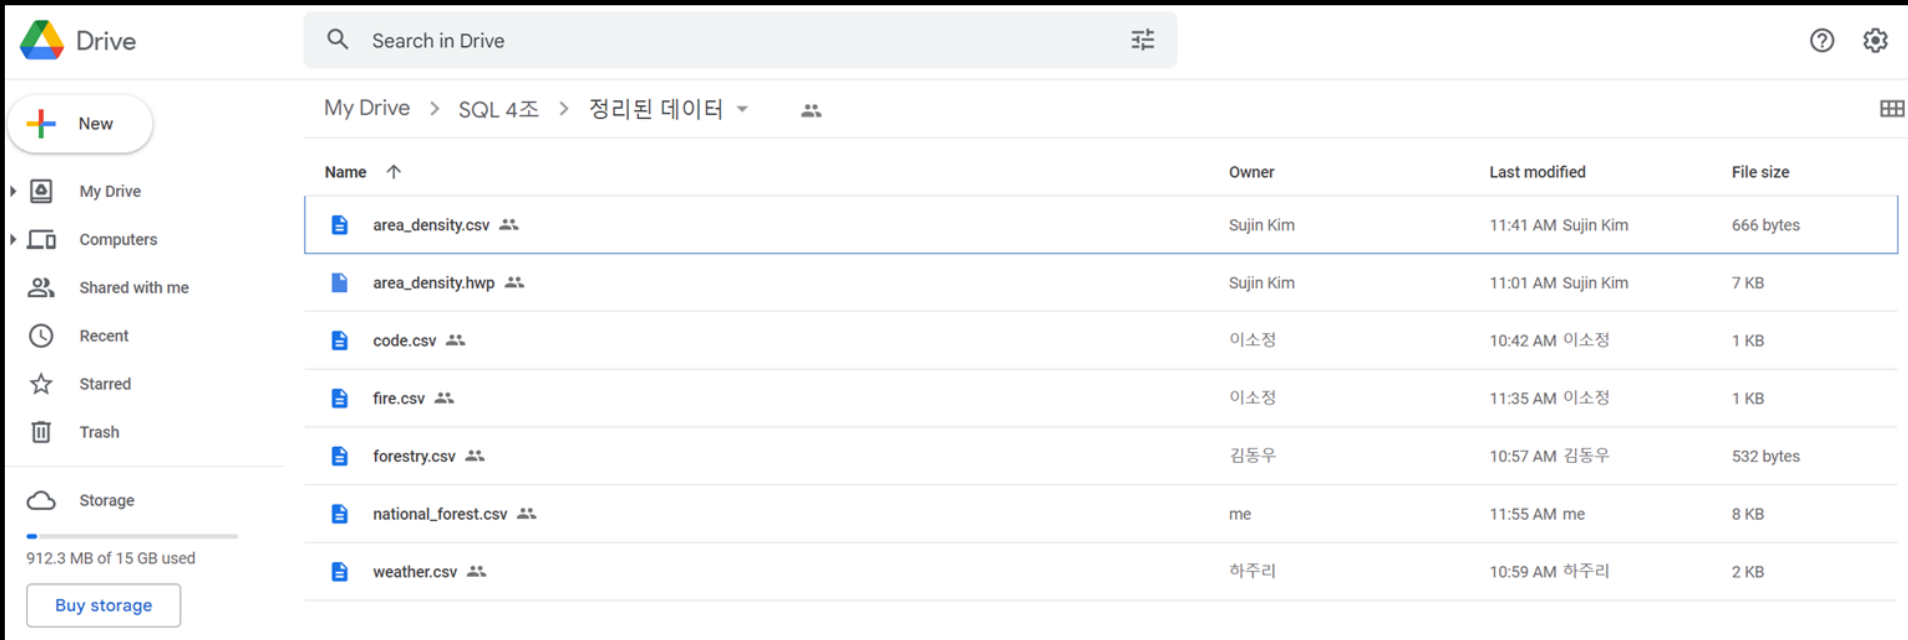 Drive
Search in Drive
New
My Drive
Computers
Shared with me
Recent
Starred
Trash
Storage
912.3 MB of 15 GB used
Buy storage
My Drive > SQL 4조 > 정리된 데이터
Name Owner Last modified File size
area_density.csv Sujin Kim 11:41 AM Sujin Kim 666 bytes
area_density.hwp Sujin Kim 11:01 AM Sujin Kim 7 KB
code.csv 이소정 10:42 AM 이소정 1 KB
fire.csv 이소정 11:35 AM 이소정 1 KB
forestry.csv 김동우 10:57 AM 김동우 532 bytes
national_forest.csv me 11:55 AM me 8 KB
weather.csv 하주리 10:59 AM 하주리 2 KB